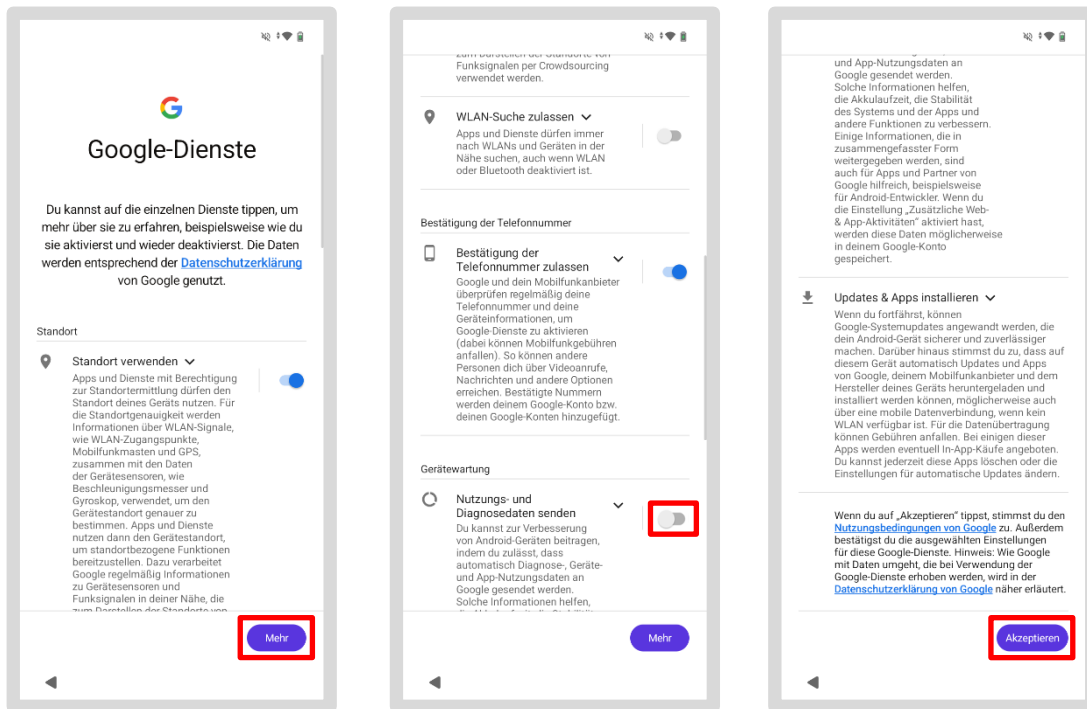 Google-Dienste
Du kannst auf die einzelnen Dienste tippen, um
mehr über sie zu erfahren, beispielsweise wie du
sie aktivierst und wieder deaktivierst. Die Daten
werden entsprechend der Datenschutzerklärung
von Google genutzt.
Standort
Standort verwenden
Apps und Dienste mit Berechtigung
zur Standortermittlung dürfen den
Standort deines Geräts nutzen. Für
die Standortgenauigkeit werden
Informationen über WLAN-Signale,
wie WLAN-Zugangspunkte,
Mobilfunkmasten und GPS,
zusammen mit den Daten
der Gerätesensoren, wie
Beschleunigungsmesser und
Gyroskop, verwendet, um den
Gerätestandort genauer zu
bestimmen. Apps und Dienste
nutzen dann den Gerätestandort,
um standortbezogene Funktionen
bereitzustellen. Dazu verarbeitet
Google regelmäßig Informationen
zu Gerätesensoren und
Funksignalen in deiner Nähe, die
zum Darstellen der Standorte von
Mehr
zum Darstellen der Standorte von
Funksignalen per Crowdsourcing
verwendet werden.
WLAN-Suche zulassen
Apps und Dienste dürfen immer
nach WLANs und Geräten in der
Nähe suchen, auch wenn WLAN
oder Bluetooth deaktiviert ist.
Bestätigung der Telefonnummer
Bestätigung der
Telefonnummer zulassen
Google und dein Mobilfunkanbieter
überprüfen regelmäßig deine
Telefonnummer und deine
Geräteinformationen, um
Google-Dienste zu aktivieren
(dabei können Mobilfunkgebühren
anfallen). So können andere
Personen dich über Videoanrufe,
Nachrichten und andere Optionen
erreichen. Bestätigte Nummern
werden deinem Google-Konto bzw.
deinen Google-Konten hinzugefügt.
Gerätewartung
Nutzungs- und
Diagnosedaten senden
Du kannst zur Verbesserung
von Android-Geräten beitragen,
indem du zulässt, dass
automatisch Diagnose-, Geräte-
und App-Nutzungsdaten an
Google gesendet werden.
Solche Informationen helfen,
Mehr
und App-Nutzungsdaten an
Google gesendet werden.
Solche Informationen helfen,
die Akkulaufzeit, die Stabilität
des Systems und der Apps und
andere Funktionen zu verbessern.
Einige Informationen, die in
zusammengefasster Form
weitergegeben werden, sind
auch für Apps und Partner von
Google hilfreich, beispielsweise
für Android-Entwickler. Wenn du
die Einstellung „Zusätzliche Web-
& App-Aktivitäten“ aktiviert hast,
werden diese Daten möglicherweise
in deinem Google-Konto
gespeichert.
Updates & Apps installieren
Wenn du fortfährst, können
Google-Systemupdates angewandt werden, die
dein Android-Gerät sicherer und zuverlässiger
machen. Darüber hinaus stimmst du zu, dass auf
diesem Gerät automatisch Updates und Apps
von Google, deinem Mobilfunkanbieter und dem
Hersteller deines Geräts heruntergeladen und
installiert werden können, möglicherweise auch
über eine mobile Datenverbindung, wenn kein
WLAN verfügbar ist. Für die Datenübertragung
können Gebühren anfallen. Bei einigen dieser
Apps werden eventuell In-App-Käufe angeboten.
Du kannst jederzeit diese Apps löschen oder die
Einstellungen für automatische Updates ändern.
Wenn du auf „Akzeptieren“ tippst, stimmst du den
Nutzungsbedingungen von Google zu. Außerdem
bestätigst du die ausgewählten Einstellungen
für diese Google-Dienste. Hinweis: Wie Google
mit Daten umgeht, die bei Verwendung der
Google-Dienste erhoben werden, wird in der
Datenschutzerklärung von Google näher erläutert.
Akzeptieren